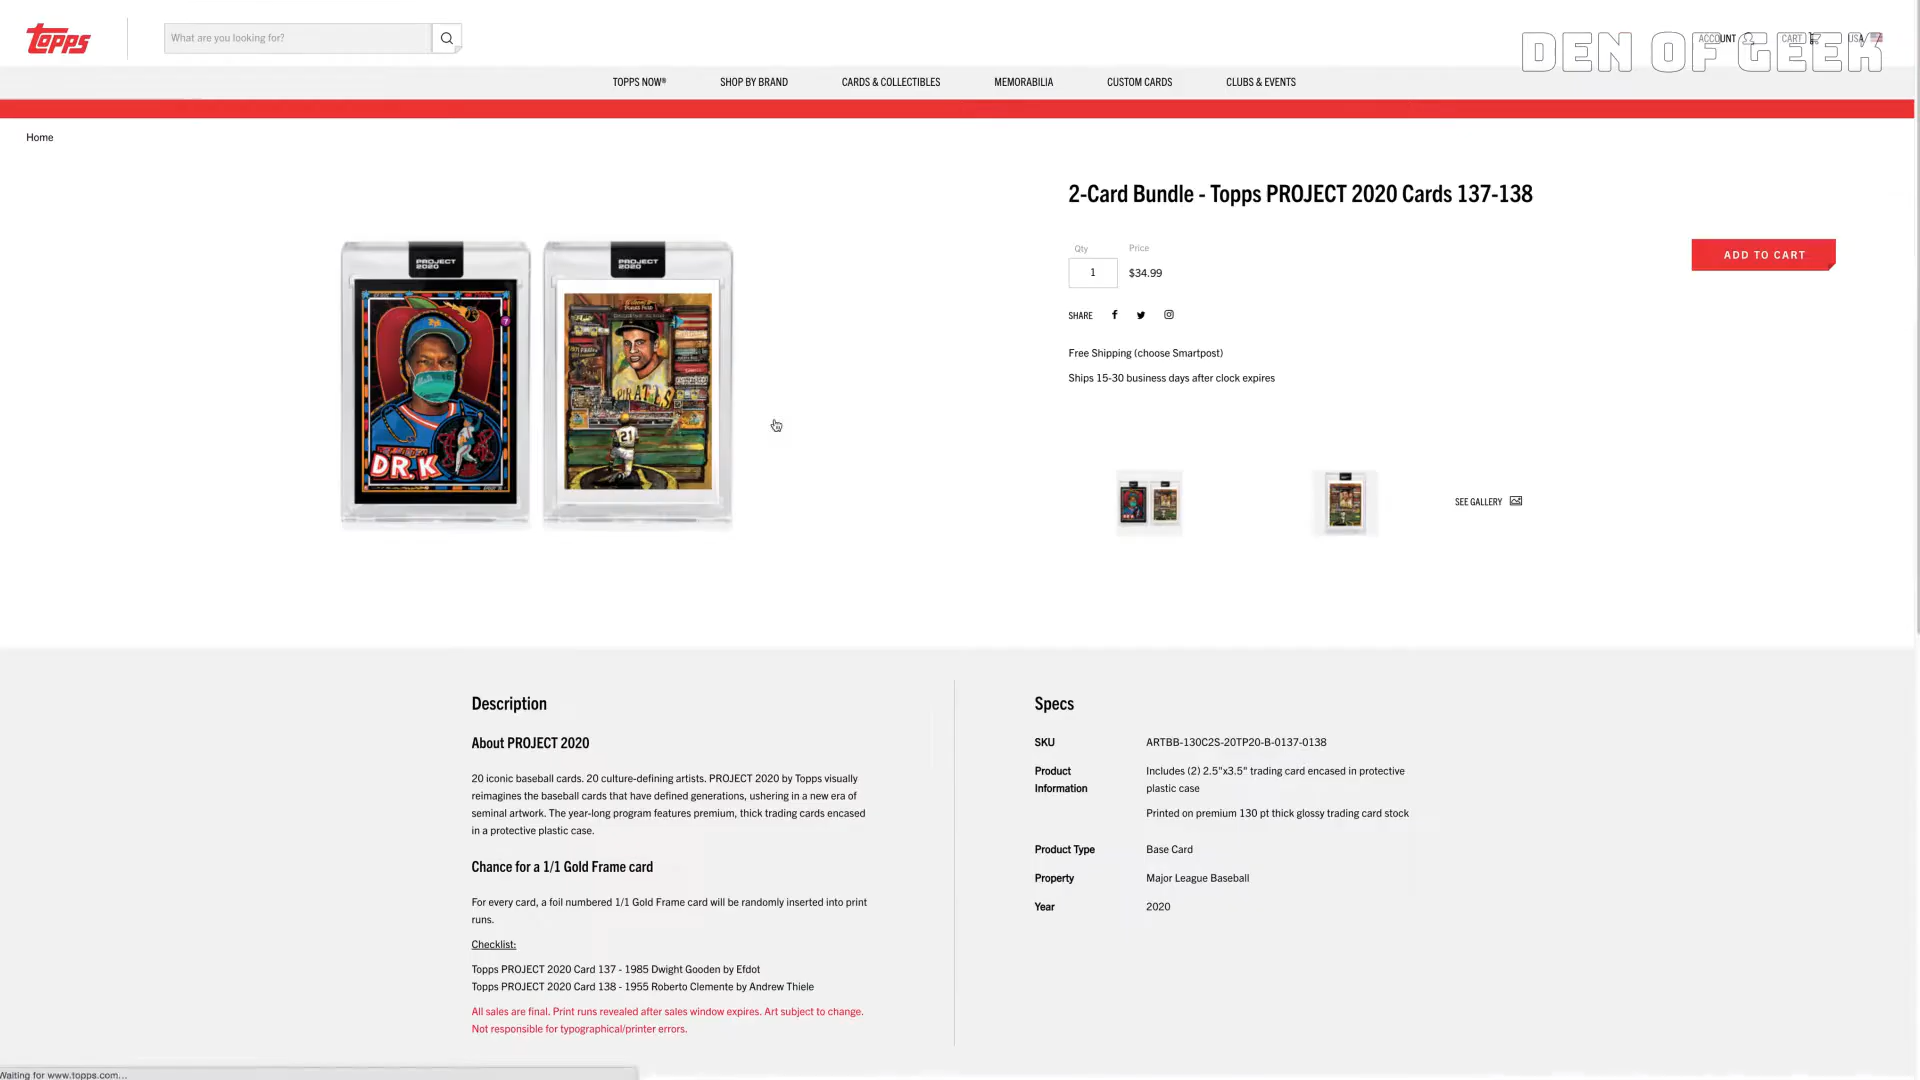 Topps
What are you looking for?
ACCOUNT
CART
USA
DEN OF GEEK
TOPPS NOW®
SHOP BY BRAND
CARDS & COLLECTIBLES
MEMORABILIA
CUSTOM CARDS
CLUBS & EVENTS
Home
2-Card Bundle - Topps PROJECT 2020 Cards 137-138
Qty
Price
1
$34.99
ADD TO CART
SHARE
Free Shipping (choose Smartpost)
Ships 15-30 business days after clock expires
PROJECT
2020
DR. K
PROJECT
2020
PIRATES
21
SEE GALLERY
Description
About PROJECT 2020
20 iconic baseball cards. 20 culture-defining artists. PROJECT 2020 by Topps visually
reimagines the baseball cards that have defined generations, ushering in a new era of
seminal artwork. The year-long program features premium, thick trading cards encased
in a protective plastic case.
Chance for a 1/1 Gold Frame card
For every card, a foil numbered 1/1 Gold Frame card will be randomly inserted into print
runs.
Checklist:
Topps PROJECT 2020 Card 137 - 1985 Dwight Gooden by Efdot
Topps PROJECT 2020 Card 138 - 1955 Roberto Clemente by Andrew Thiele
All sales are final. Print runs revealed after sales window expires. Art subject to change.
Not responsible for typographical/printer errors.
Specs
SKU
ARTBB-130C2S-20TP20-B-0137-0138
Product
Information
Includes (2) 2.5"x3.5" trading card encased in protective
plastic case
Printed on premium 130 pt thick glossy trading card stock
Product Type
Base Card
Property
Major League Baseball
Year
2020
Waiting for www.topps.com...